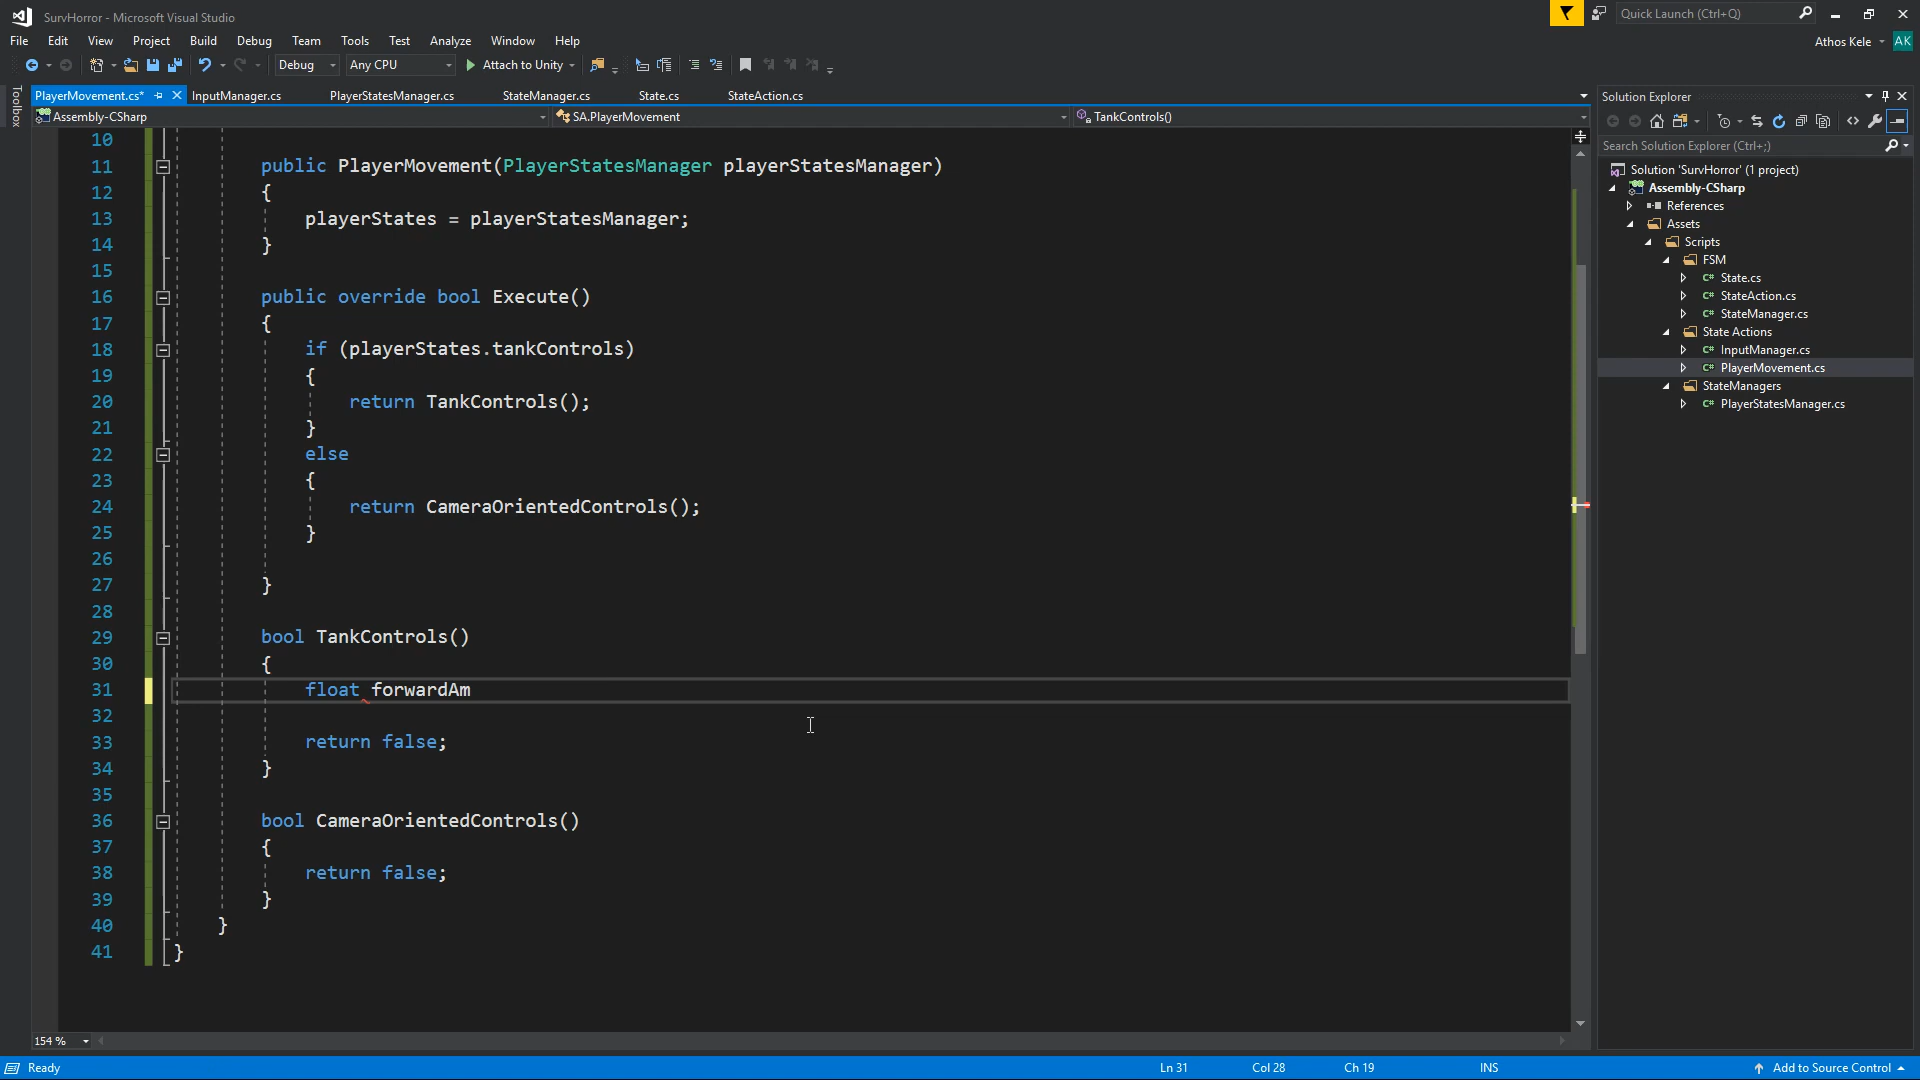 SurvHorror - Microsoft Visual Studio
Quick Launch (Ctrl+Q)
File Edit View Project Build Debug Team Tools Test Analyze Window Help
Athos Kele AK
Debug Any CPU Attach to Unity
Toolbox
PlayerMovement.cs* InputManager.cs PlayerStatesManager.cs StateManager.cs State.cs StateAction.cs
Assembly-CSharp SA.PlayerMovement TankControls()
10
11 public PlayerMovement(PlayerStatesManager playerStatesManager)
12 {
13 playerStates = playerStatesManager;
14 }
15
16 public override bool Execute()
17 {
18 if (playerStates.tankControls)
19 {
20 return TankControls();
21 }
22 else
23 {
24 return CameraOrientedControls();
25 }
26
27 }
28
29 bool TankControls()
30 {
31 float forwardAm
32
33 return false;
34 }
35
36 bool CameraOrientedControls()
37 {
38 return false;
39 }
40 }
41 }
154 %
Solution Explorer
Search Solution Explorer (Ctrl+;)
Solution 'SurvHorror' (1 project)
Assembly-CSharp
References
Assets
Scripts
FSM
C# State.cs
C# StateAction.cs
C# StateManager.cs
State Actions
C# InputManager.cs
C# PlayerMovement.cs
StateManagers
C# PlayerStatesManager.cs
Ready Ln 31 Col 28 Ch 19 INS Add to Source Control